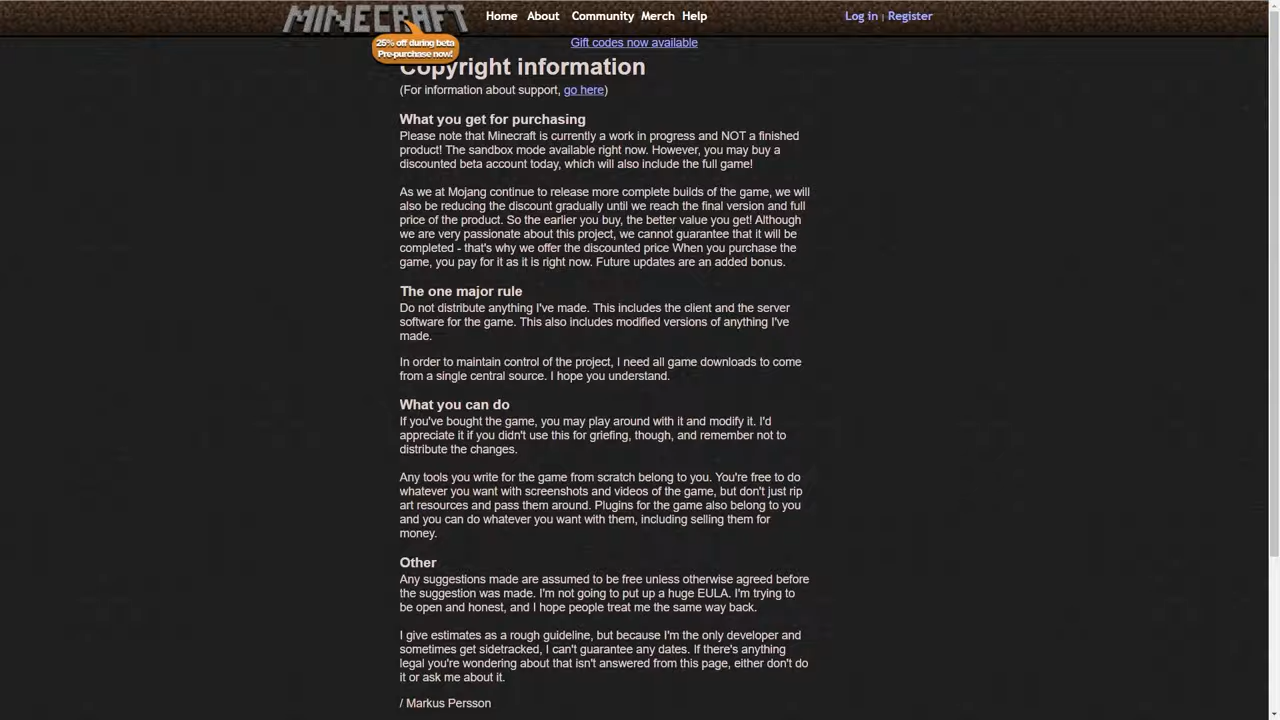 MINECRAFT
Home About Community Merch Help
Log in | Register
25% off during beta
Pre-purchase now!
Gift codes now available
Copyright information
(For information about support, go here)
What you get for purchasing
Please note that Minecraft is currently a work in progress and NOT a finished
product! The sandbox mode available right now. However, you may buy a
discounted beta account today, which will also include the full game!
As we at Mojang continue to release more complete builds of the game, we will
also be reducing the discount gradually until we reach the final version and full
price of the product. So the earlier you buy, the better value you get! Although
we are very passionate about this project, we cannot guarantee that it will be
completed - that's why we offer the discounted price When you purchase the
game, you pay for it as it is right now. Future updates are an added bonus.
The one major rule
Do not distribute anything I've made. This includes the client and the server
software for the game. This also includes modified versions of anything I've
made.
In order to maintain control of the project, I need all game downloads to come
from a single central source. I hope you understand.
What you can do
If you've bought the game, you may play around with it and modify it. I'd
appreciate it if you didn't use this for griefing, though, and remember not to
distribute the changes.
Any tools you write for the game from scratch belong to you. You're free to do
whatever you want with screenshots and videos of the game, but don't just rip
art resources and pass them around. Plugins for the game also belong to you
and you can do whatever you want with them, including selling them for
money.
Other
Any suggestions made are assumed to be free unless otherwise agreed before
the suggestion was made. I'm not going to put up a huge EULA. I'm trying to
be open and honest, and I hope people treat me the same way back.
I give estimates as a rough guideline, but because I'm the only developer and
sometimes get sidetracked, I can't guarantee any dates. If there's anything
legal you're wondering about that isn't answered from this page, either don't do
it or ask me about it.
/ Markus Persson